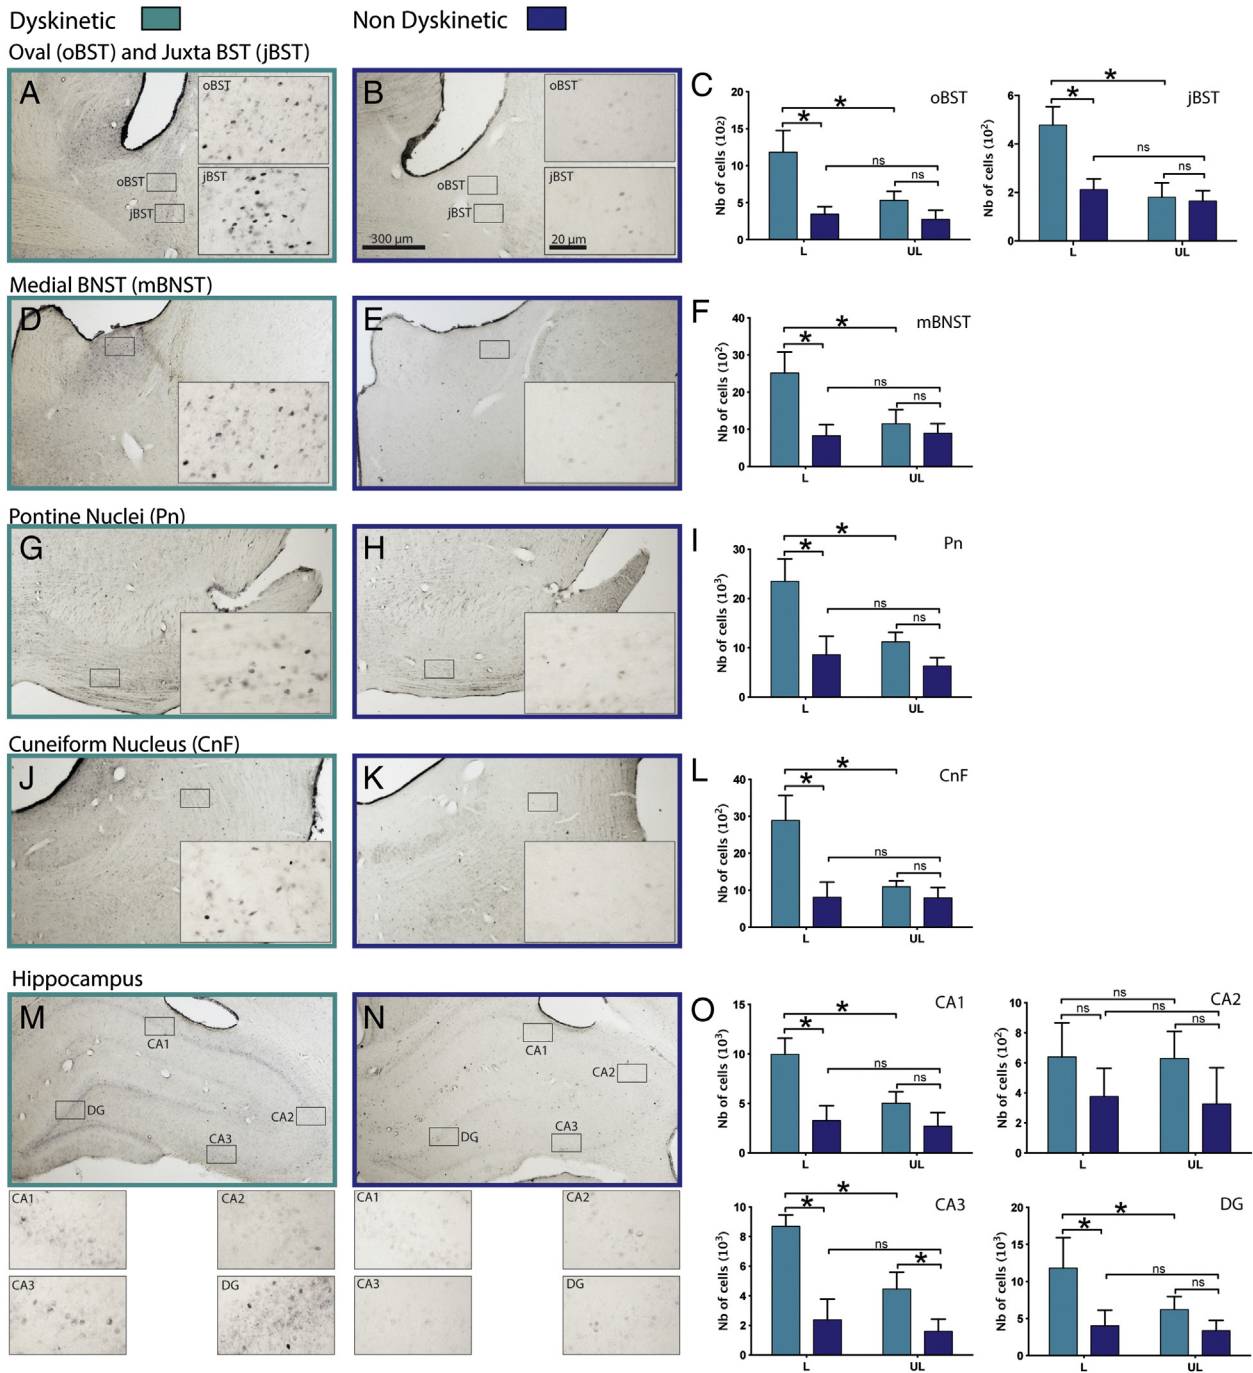 Dyskinetic
Non Dyskinetic
Oval (oBST) and Juxta BST (jBST)
A
oBST
jBST
oBST
jBST
B
oBST
jBST
oBST
jBST
300 µm
20 µm
C
oBST
Nb of cells (102)
20
15
10
5
0
*
*
ns
ns
L
UL
jBST
Nb of cells (10²)
6
4
2
0
*
*
ns
ns
L
UL
Medial BNST (mBNST)
D
E
F
mBNST
Nb of cells (10²)
40
30
20
10
0
*
*
ns
ns
L
UL
Pontine Nuclei (Pn)
G
H
I
Pn
Nb of cells (10³)
30
20
10
0
*
*
ns
ns
L
UL
Cuneiform Nucleus (CnF)
J
K
L
CnF
Nb of cells (10²)
40
30
20
10
0
*
*
ns
ns
L
UL
Hippocampus
M
CA1
DG
CA2
CA3
N
CA1
CA2
DG
CA3
CA1
CA2
CA1
CA2
CA3
DG
CA3
DG
O
CA1
Nb of cells (10³)
15
10
5
0
*
*
ns
ns
L
UL
CA2
Nb of cells (10²)
10
8
6
4
2
0
ns
ns
ns
ns
L
UL
CA3
Nb of cells (10³)
10
8
6
4
2
0
*
*
ns
*
L
UL
DG
Nb of cells (10³)
20
15
10
5
0
*
*
ns
ns
L
UL